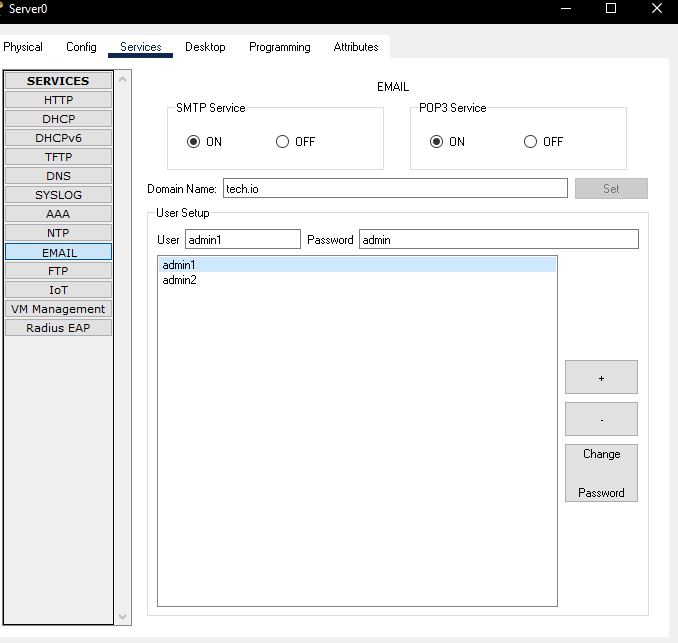 Server0
Physical Config Services Desktop Programming Attributes
SERVICES
HTTP
DHCP
DHCPv6
TFTP
DNS
SYSLOG
AAA
NTP
EMAIL
FTP
IoT
VM Management
Radius EAP
EMAIL
SMTP Service
ON OFF
POP3 Service
ON OFF
Domain Name: tech.io Set
User Setup
User admin1 Password admin
admin1
admin2
+
-
Change
Password